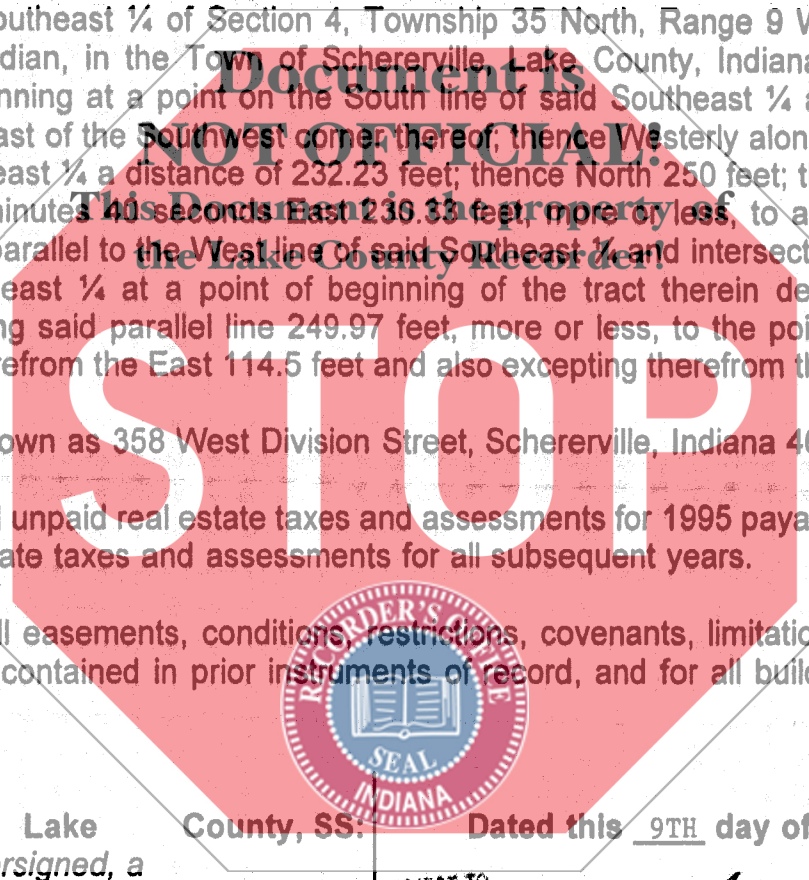 outheast ¼ of Section 4, Township 35 North, Range 9 W
dian, in the Town of Schererville, Lake County, Indiana
Document is
nning at a point on the South line of said Southeast ¼
ast of the Southwest corner thereof; thence Westerly alon
NOT OFFICIAL!
east ¼ a distance of 232.23 feet; thence North 250 feet; t
minutes 40 seconds East 236.33 feet, more or less, to a
This Document is the property of
parallel to the West line of said Southeast ¼ and intersect
the Lake County Recorder!
east ¼ at a point of beginning of the tract therein de
ng said parallel line 249.97 feet, more or less, to the poi
refrom the East 114.5 feet and also excepting therefrom th
STOP
own as 358 West Division Street, Schererville, Indiana 4
unpaid real estate taxes and assessments for 1995 paya
ate taxes and assessments for all subsequent years.
ll easements, conditions, restrictions, covenants, limitatio
contained in prior instruments of record, and for all build
RECORDER'S OFFICE
SEAL
INDIANA
Lake County, SS: Dated this 9TH day of
ersigned, a